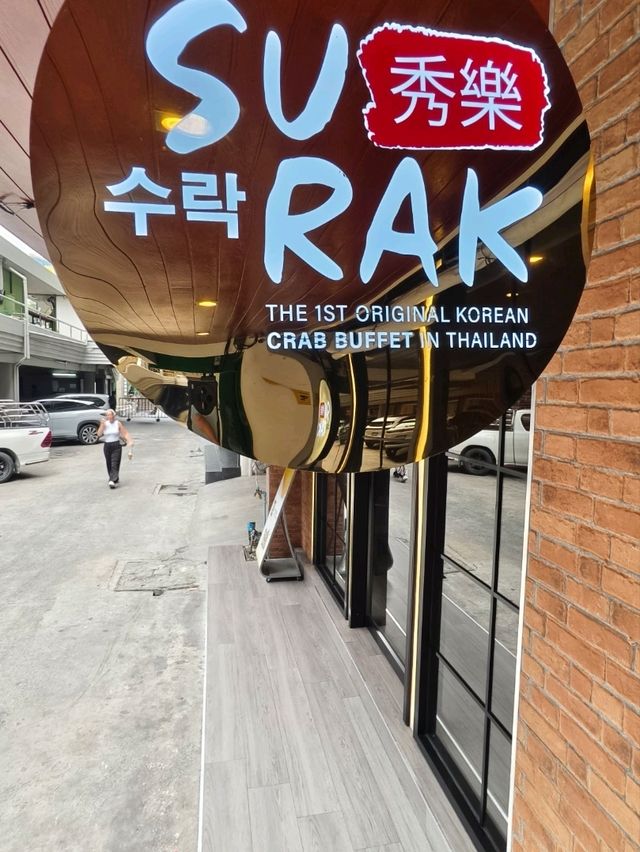 SU 秀樂
수락 RAK
THE 1ST ORIGINAL KOREAN
CRAB BUFFET IN THAILAND